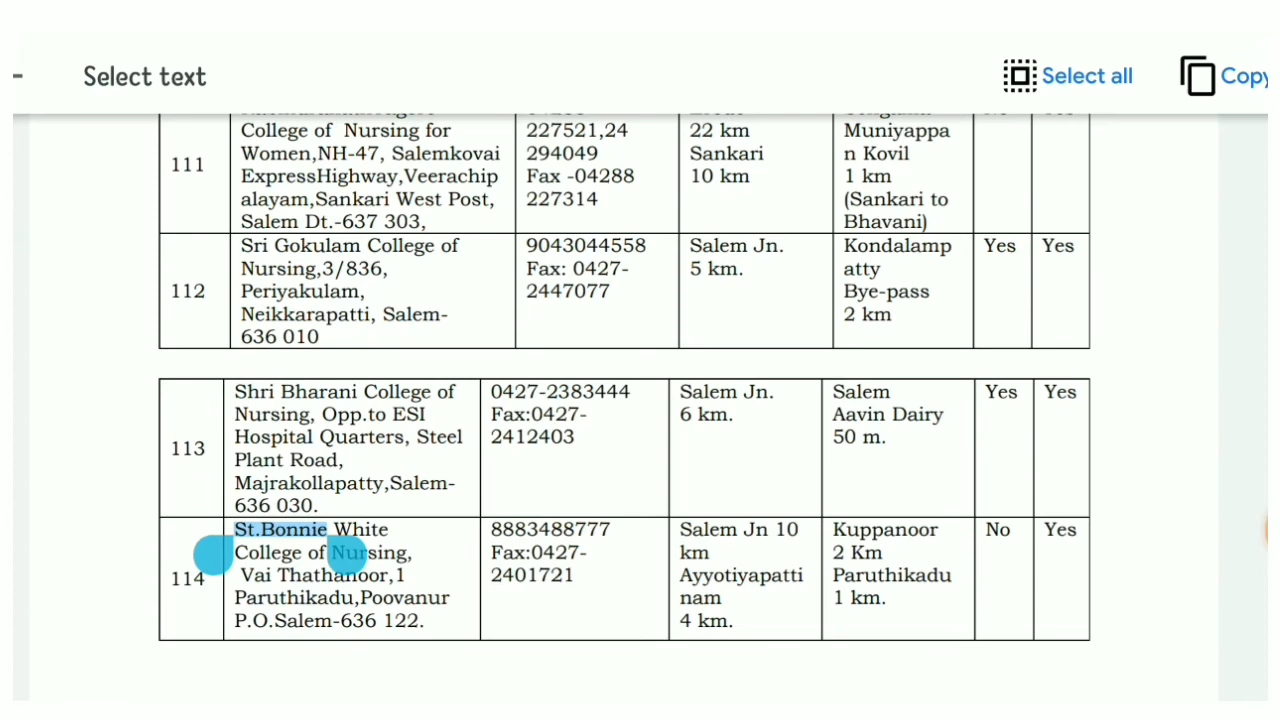 Select text
Select all
Copy
111
College of Nursing for
Women,NH-47, Salemkovai
ExpressHighway,Veerachip
alayam,Sankari West Post,
Salem Dt.-637 303,
227521,24
294049
Fax -04288
227314
22 km
Sankari
10 km
Muniyappa
n Kovil
1 km
(Sankari to
Bhavani)
112
Sri Gokulam College of
Nursing,3/836,
Periyakulam,
Neikkarapatti, Salem-
636 010
9043044558
Fax: 0427-
2447077
Salem Jn.
5 km.
Kondalamp
atty
Bye-pass
2 km
Yes
Yes
113
Shri Bharani College of
Nursing, Opp.to ESI
Hospital Quarters, Steel
Plant Road,
Majrakollapatty,Salem-
636 030.
0427-2383444
Fax:0427-
2412403
Salem Jn.
6 km.
Salem
Aavin Dairy
50 m.
Yes
Yes
114
St.Bonnie White
College of Nursing,
Vai Thathanoor,1
Paruthikadu,Poovanur
P.O.Salem-636 122.
8883488777
Fax:0427-
2401721
Salem Jn 10
km
Ayyotiyapatti
nam
4 km.
Kuppanoor
2 Km
Paruthikadu
1 km.
No
Yes